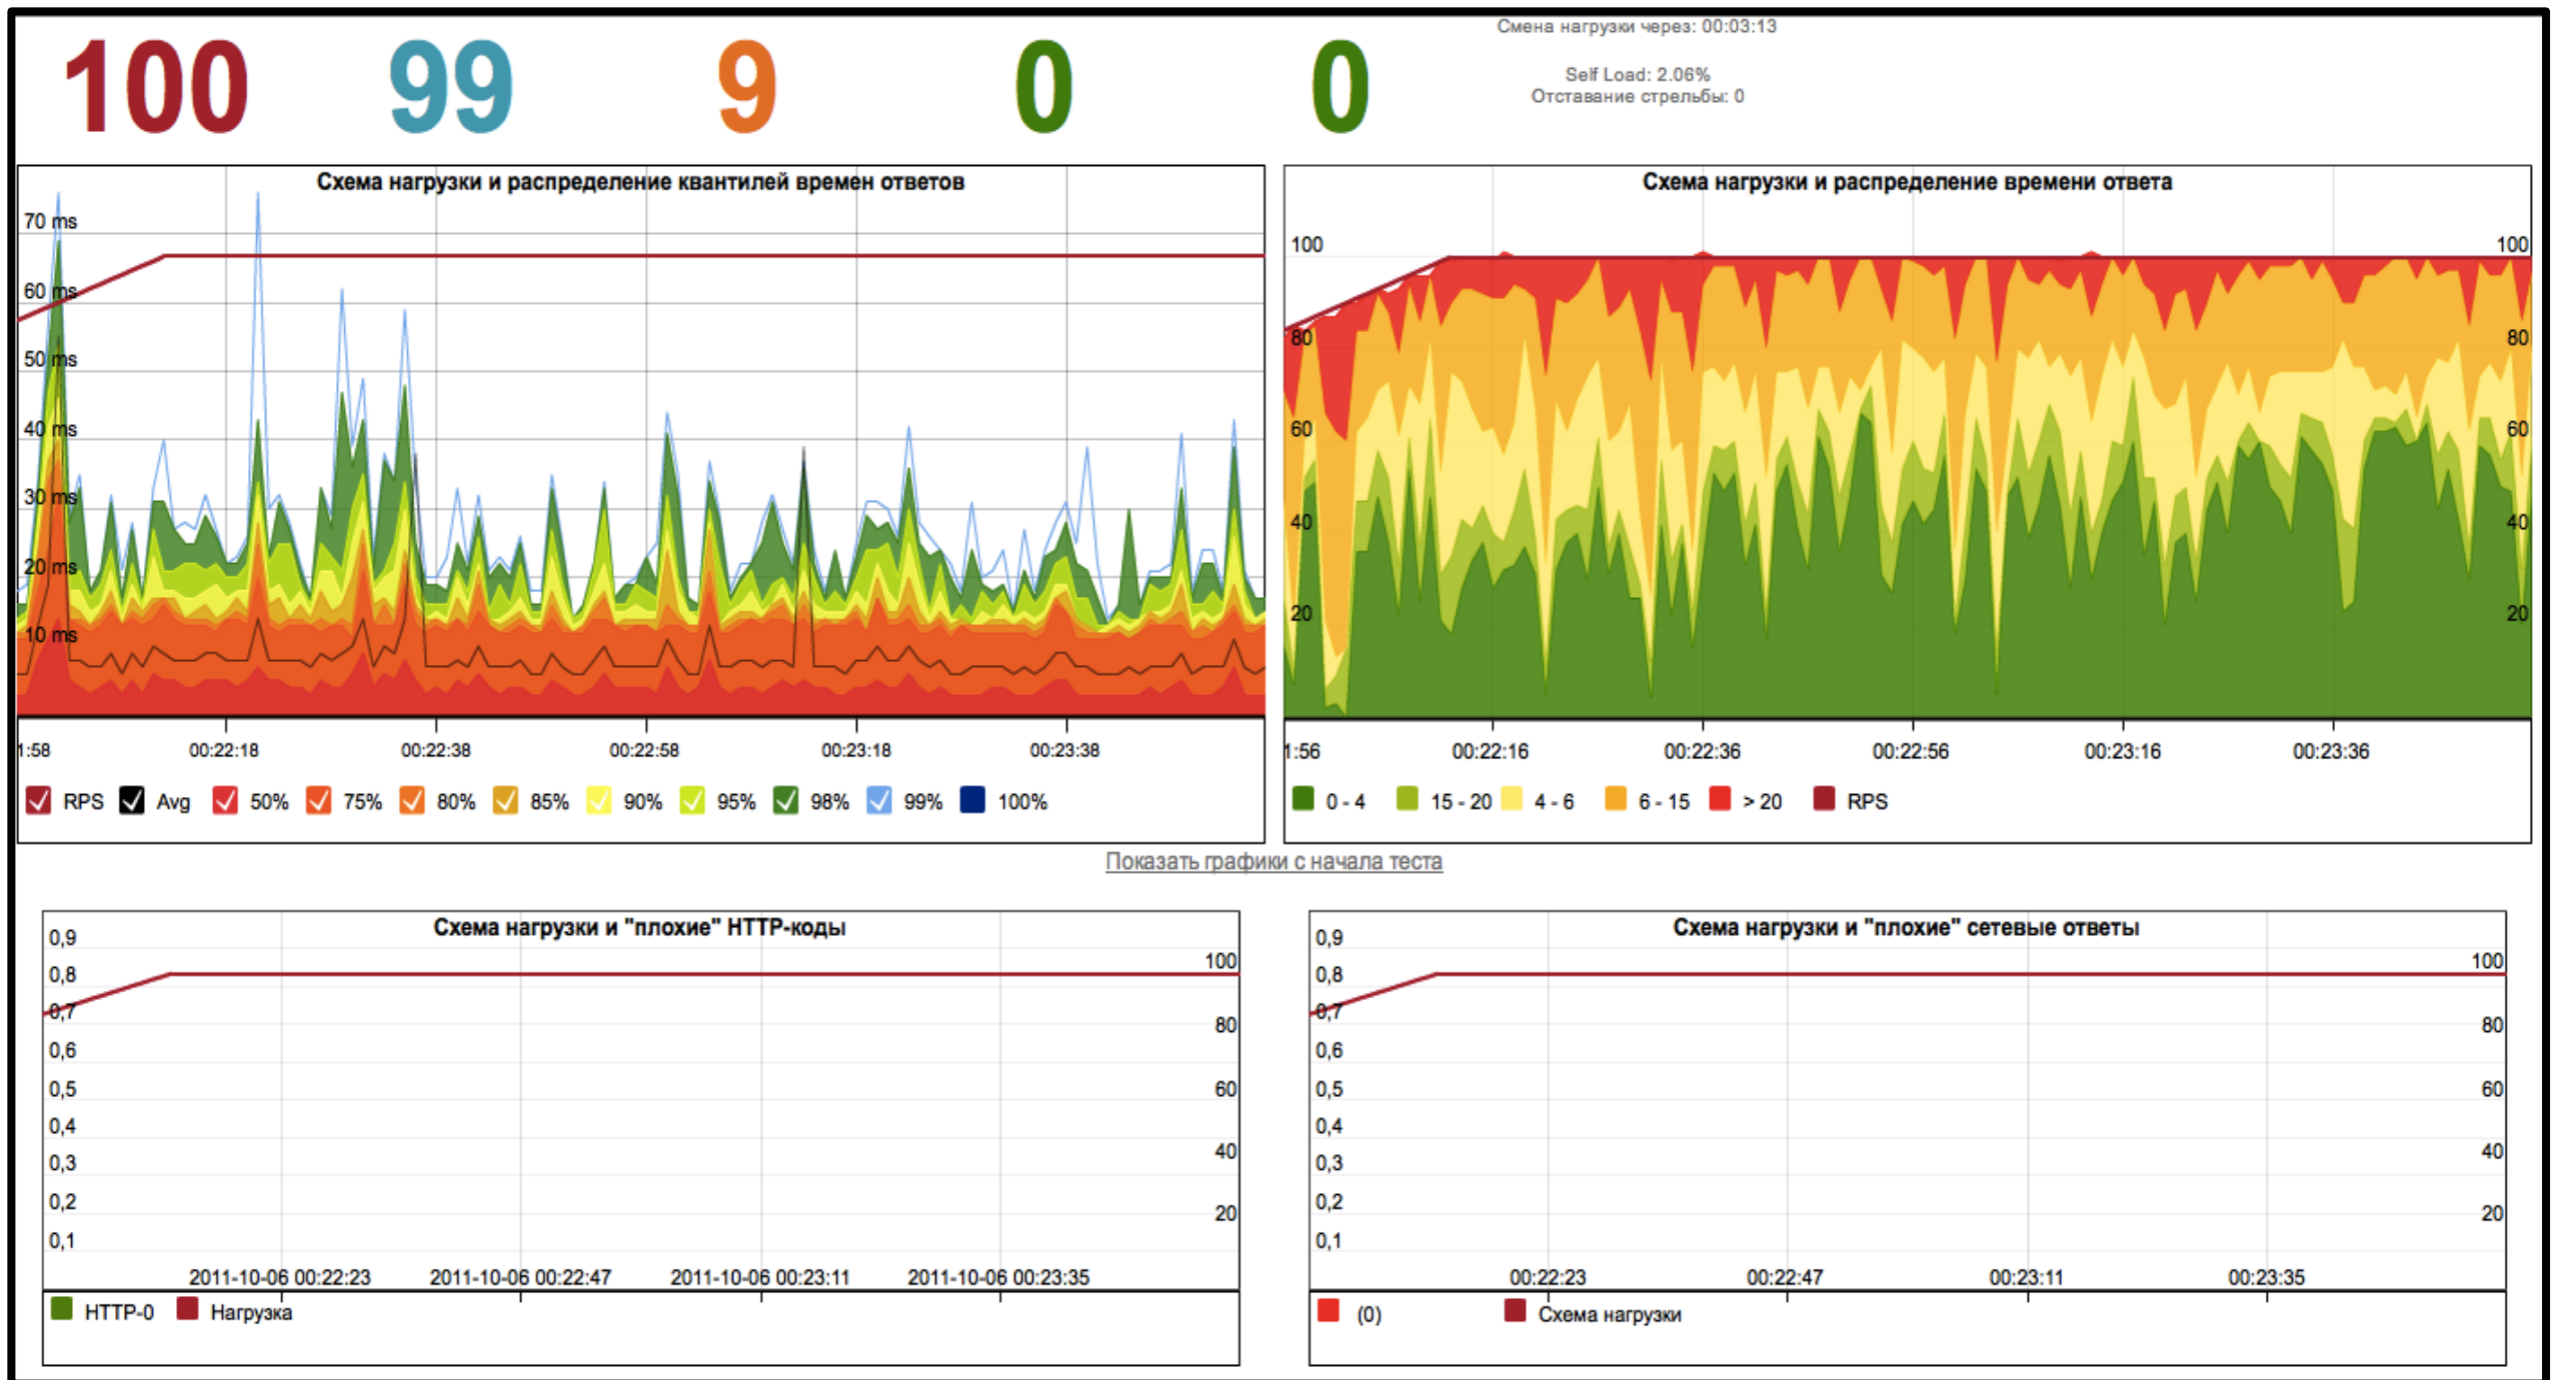 100 99 9 0 0
Смена нагрузки через: 00:03:13
Self Load: 2.06%
Отставание стрельбы: 0
Схема нагрузки и распределение квантилей времен ответов
70 ms
60 ms
50 ms
40 ms
30 ms
20 ms
10 ms
1:58 00:22:18 00:22:38 00:22:58 00:23:18 00:23:38
RPS Avg 50% 75% 80% 85% 90% 95% 98% 99% 100%
Схема нагрузки и распределение времени ответа
100 100
80 80
60 60
40 40
20 20
1:56 00:22:16 00:22:36 00:22:56 00:23:16 00:23:36
0 - 4 15 - 20 4 - 6 6 - 15 > 20 RPS
Показать графики с начала теста
Схема нагрузки и "плохие" HTTP-коды
0,9
0,8 100
0,7 80
0,6
0,5 60
0,4
0,3 40
0,2 20
0,1
2011-10-06 00:22:23 2011-10-06 00:22:47 2011-10-06 00:23:11 2011-10-06 00:23:35
HTTP-0 Нагрузка
Схема нагрузки и "плохие" сетевые ответы
0,9
0,8 100
0,7 80
0,6
0,5 60
0,4
0,3 40
0,2 20
0,1
00:22:23 00:22:47 00:23:11 00:23:35
(0) Схема нагрузки